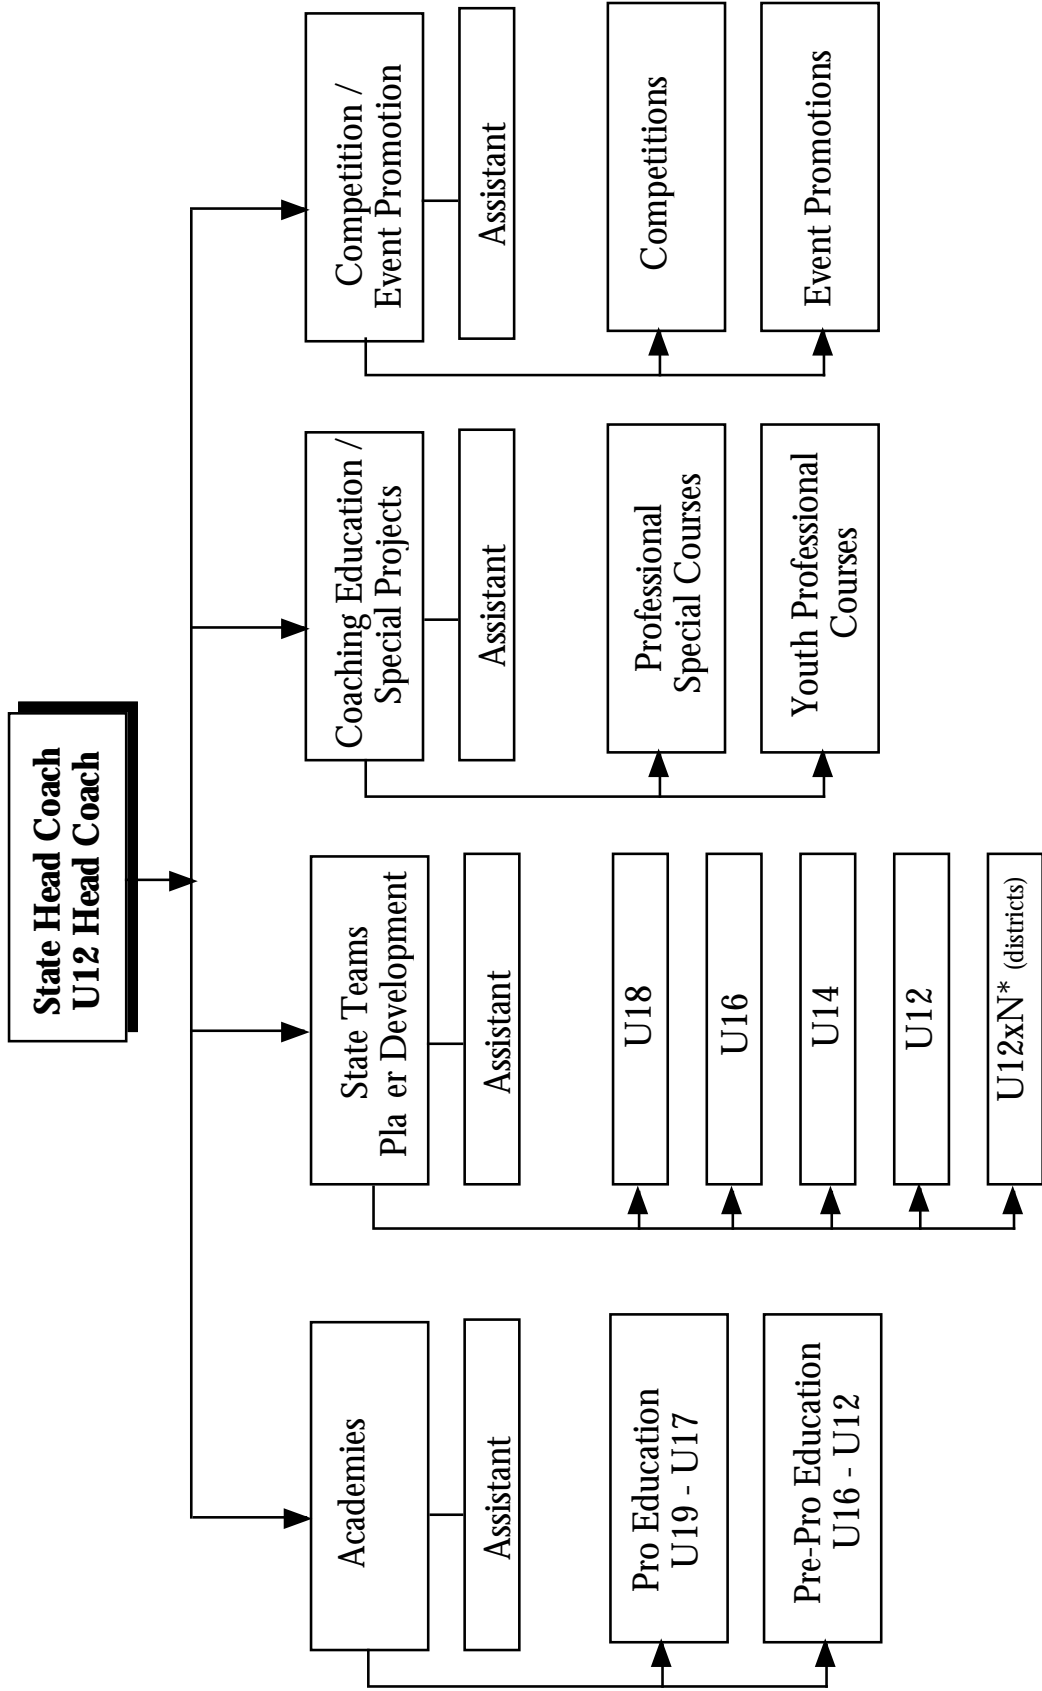 State Head Coach
U12 Head Coach
Academies
Assistant
Pro Education
U19 - U17
Pre-Pro Education
U16 - U12
State Teams
Pla er Development
Assistant
U18
U16
U14
U12
U12xN* (districts)
Coaching Education /
Special Projects
Assistant
Professional
Special Courses
Youth Professional
Courses
Competition /
Event Promotion
Assistant
Competitions
Event Promotions